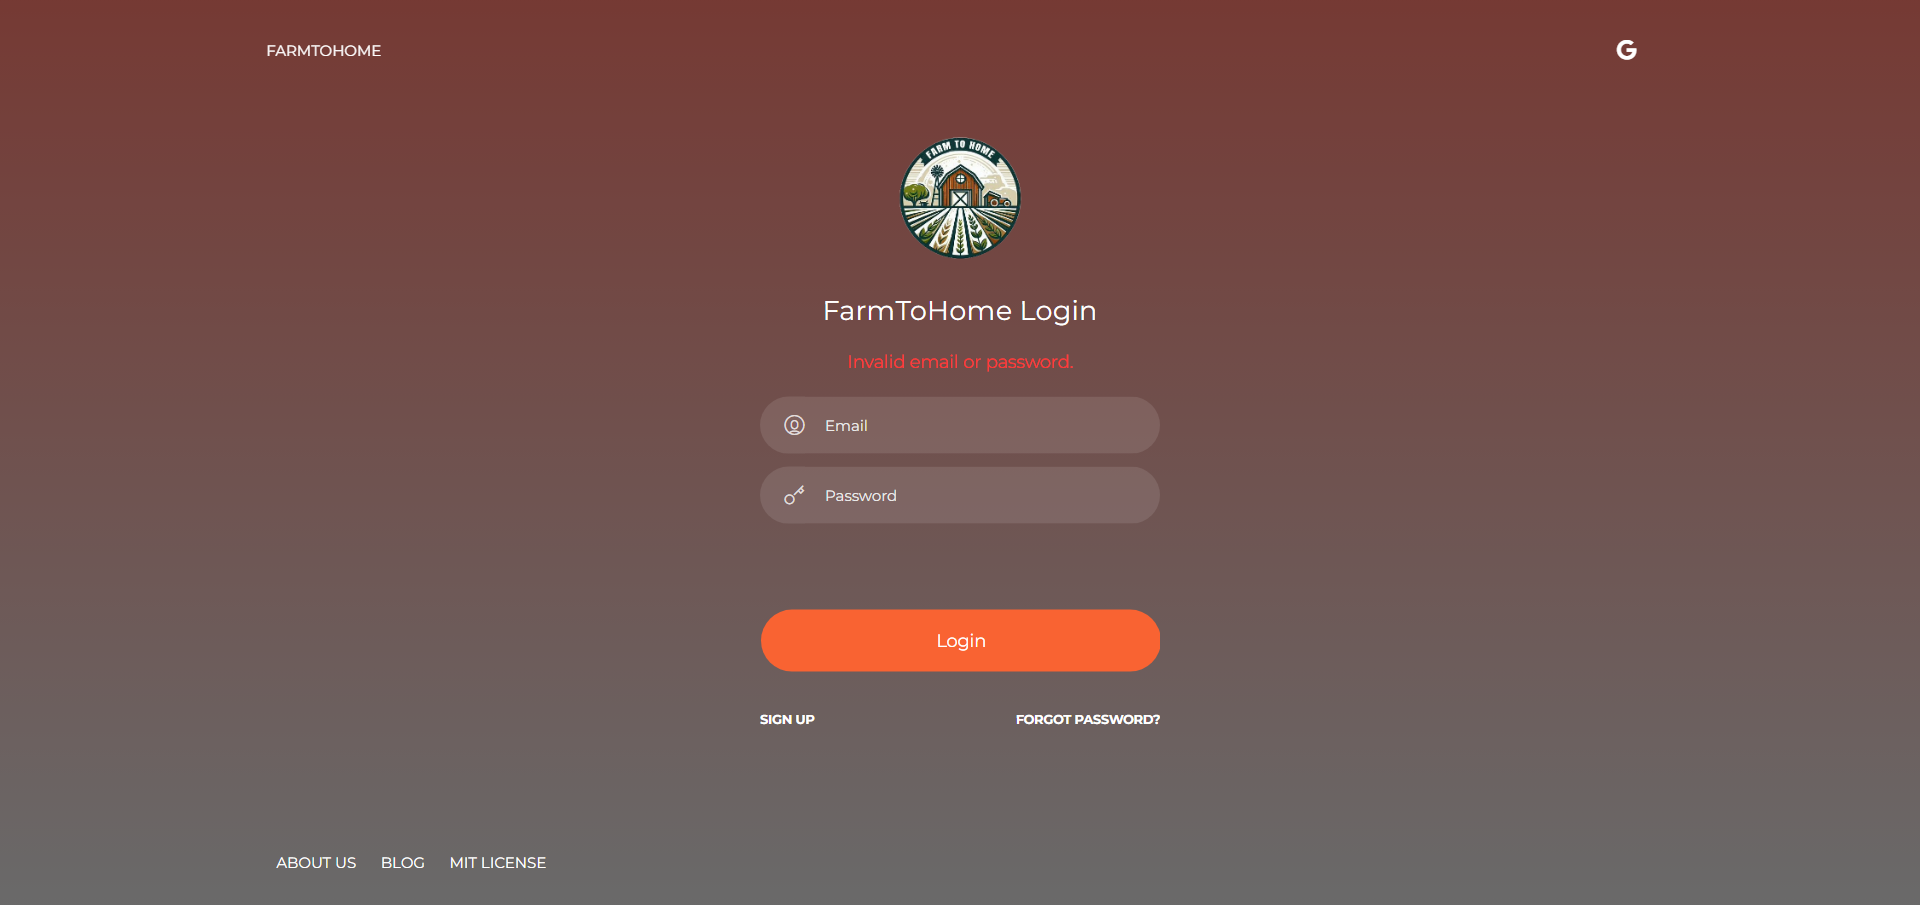 FARMTOHOME
G
FARM TO HOME
FarmToHome Login
Invalid email or password.
Email
Password
Login
SIGN UP
FORGOT PASSWORD?
ABOUT US
BLOG
MIT LICENSE